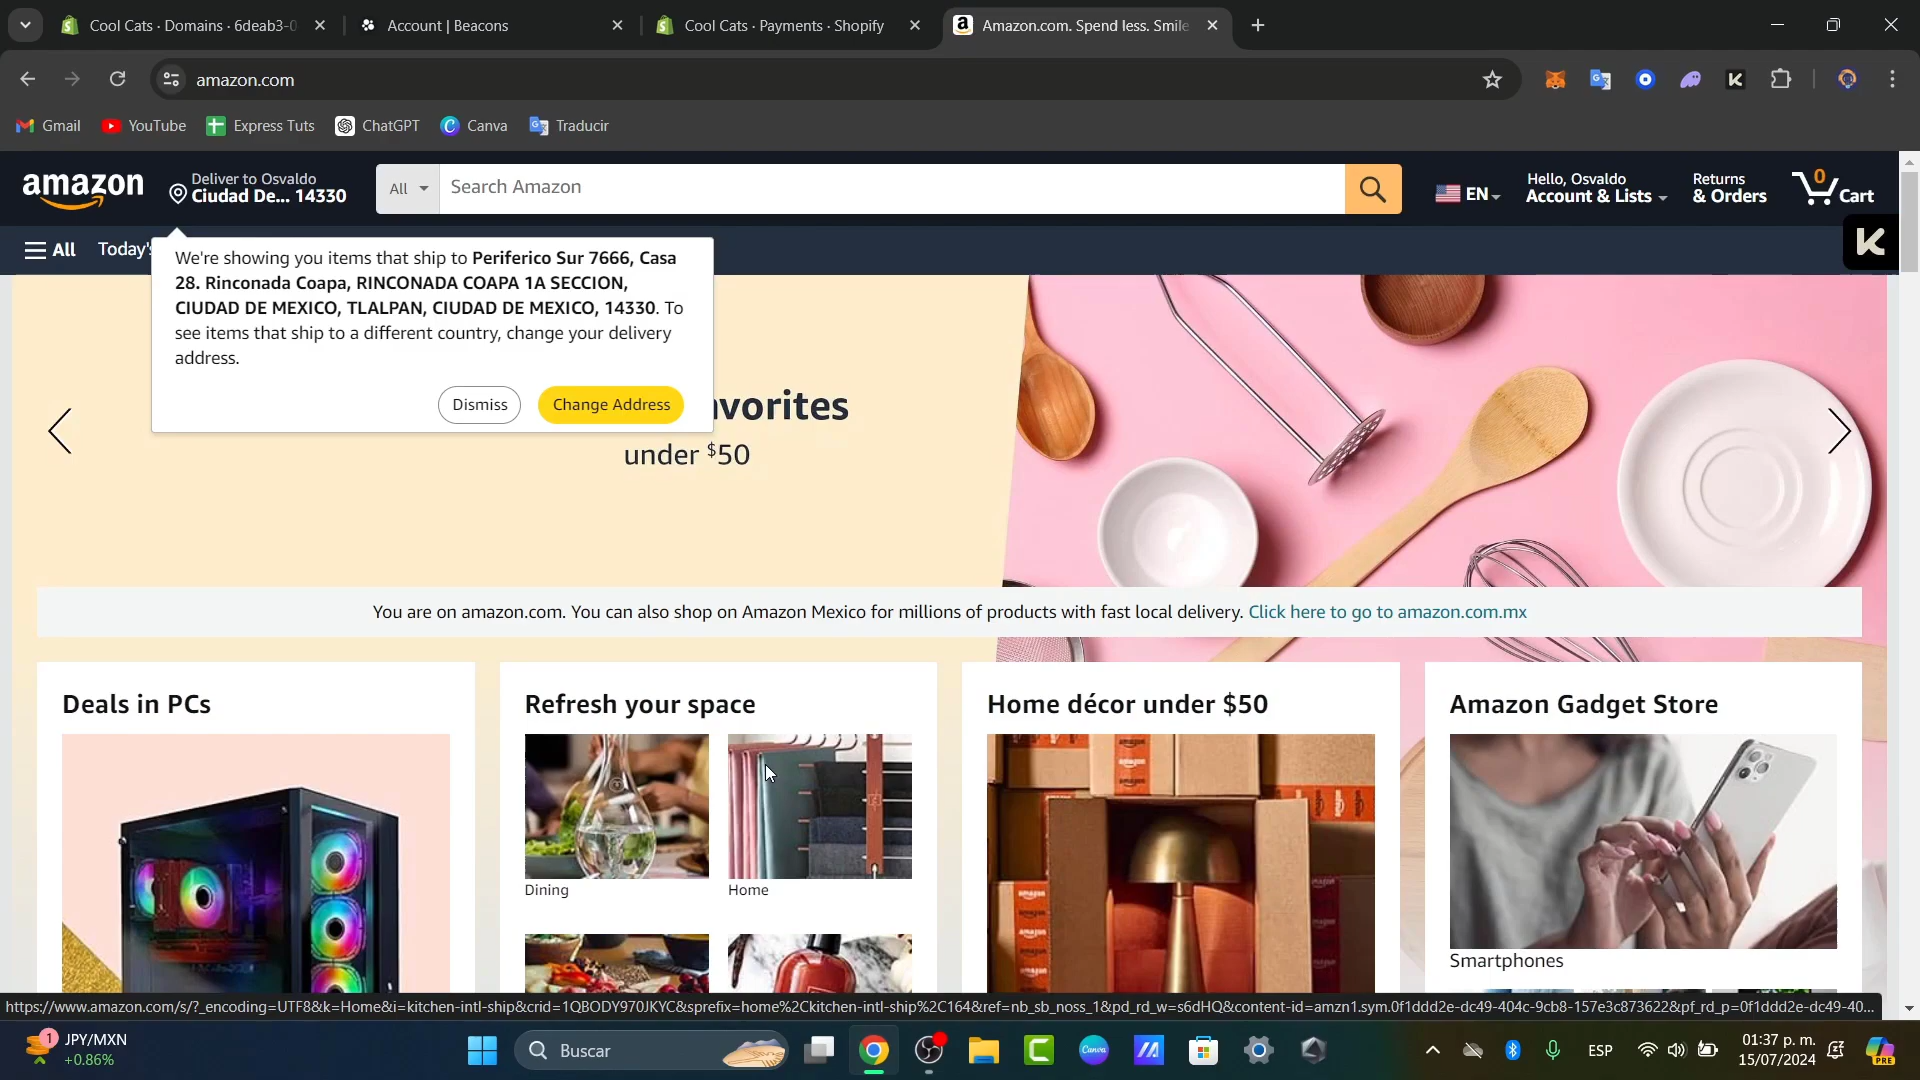 Cool Cats · Domains · 6deab3-0
Account | Beacons
Cool Cats · Payments · Shopify
Amazon.com. Spend less. Smile
amazon.com
Gmail
YouTube
Express Tuts
ChatGPT
Canva
Traducir
amazon
Deliver to Osvaldo
Ciudad De... 14330
All
Search Amazon
EN
Hello, Osvaldo
Account & Lists
Returns
& Orders
0
Cart
All
Today's
We're showing you items that ship to Periferico Sur 7666, Casa
28. Rinconada Coapa, RINCONADA COAPA 1A SECCION,
CIUDAD DE MEXICO, TLALPAN, CIUDAD DE MEXICO, 14330. To
see items that ship to a different country, change your delivery
address.
Dismiss
Change Address
avorites
under $50
You are on amazon.com. You can also shop on Amazon Mexico for millions of products with fast local delivery. Click here to go to amazon.com.mx
Deals in PCs
Refresh your space
Home décor under $50
Amazon Gadget Store
Dining
Home
Smartphones
https://www.amazon.com/s/?_encoding=UTF8&k=Home&i=kitchen-intl-ship&crid=1QBODY970JKYC&sprefix=home%2Ckitchen-intl-ship%2C164&ref=nb_sb_noss_1&pd_rd_w=s6dHQ&content-id=amzn1.sym.0f1ddd2e-dc49-404c-9cb8-157e3c873622&pf_rd_p=0f1ddd2e-dc49-40...
1
JPY/MXN
+0.86%
Buscar
Canva
ESP
01:37 p. m.
15/07/2024
PRE